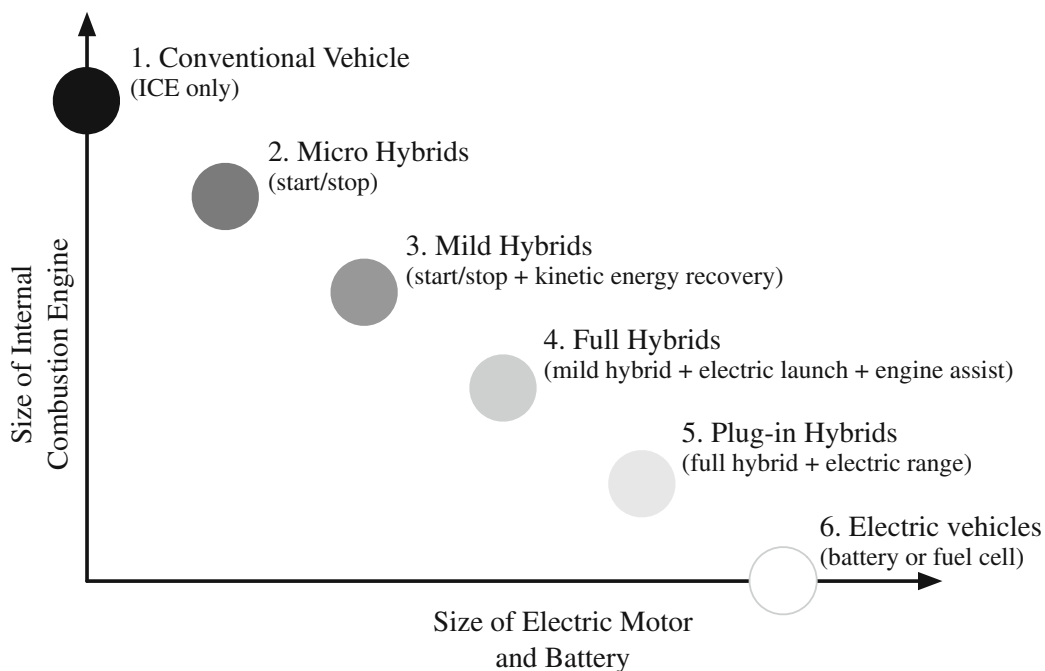 1. Conventional Vehicle
(ICE only)
2. Micro Hybrids
(start/stop)
3. Mild Hybrids
(start/stop + kinetic energy recovery)
4. Full Hybrids
(mild hybrid + electric launch + engine assist)
5. Plug-in Hybrids
(full hybrid + electric range)
6. Electric vehicles
(battery or fuel cell)
Size of Internal
Combustion Engine
Size of Electric Motor
and Battery